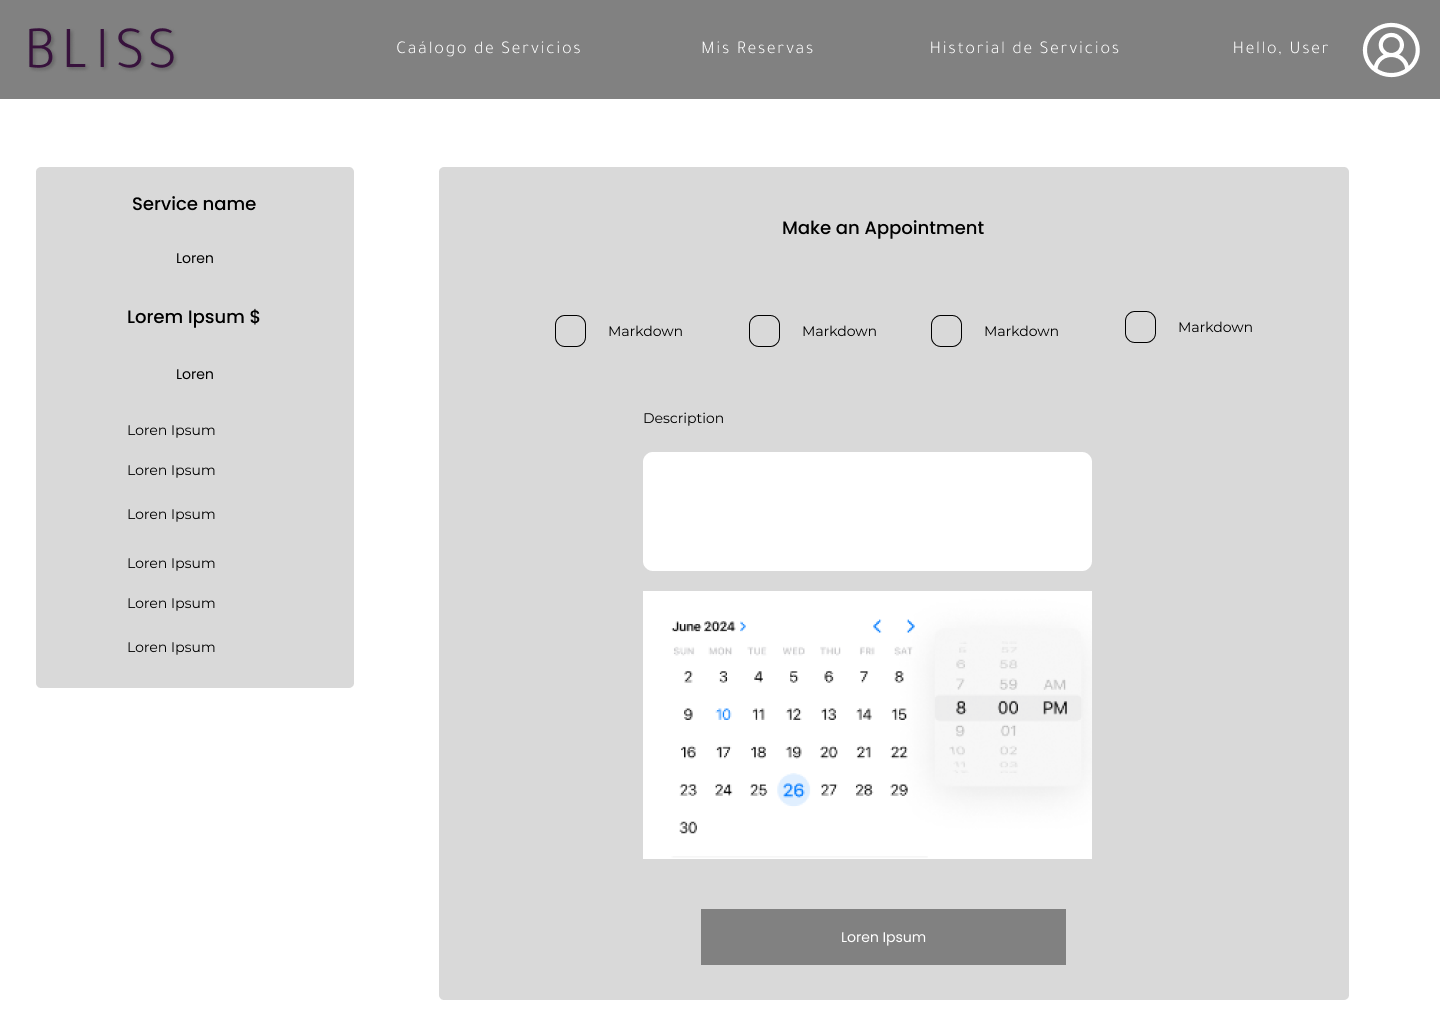 BLISS
Caálogo de Servicios
Mis Reservas
Historial de Servicios
Hello, User
Service name
Loren
Lorem Ipsum $
Loren
Loren Ipsum
Loren Ipsum
Loren Ipsum
Loren Ipsum
Loren Ipsum
Loren Ipsum
Make an Appointment
Markdown
Markdown
Markdown
Markdown
Description
June 2024
SUN MON TUE WED THU FRI SAT
2 3 4 5 6 7 8
9 10 11 12 13 14 15
16 17 18 19 20 21 22
23 24 25 26 27 28 29
30
6 58
7 59 AM
8 00 PM
9 01
10 02
11 03
Loren Ipsum